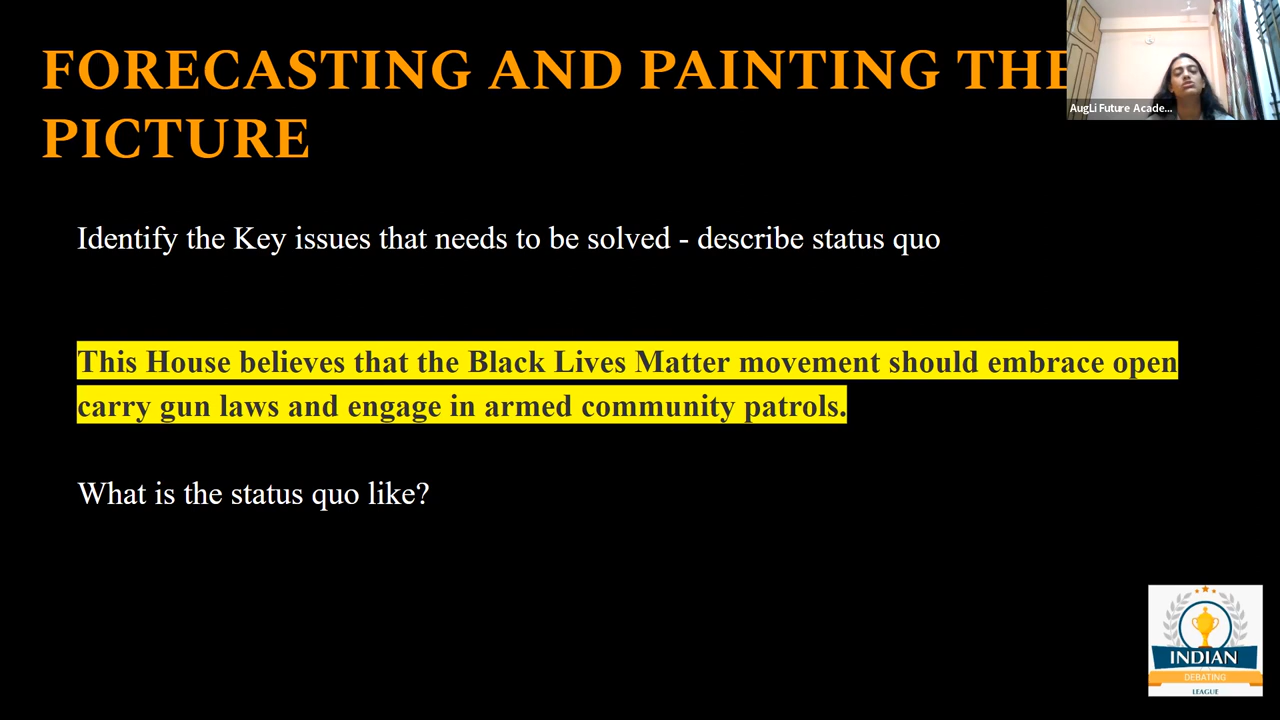 FORECASTING AND PAINTING THE
PICTURE
AugLi Future Acade...
Identify the Key issues that needs to be solved - describe status quo
This House believes that the Black Lives Matter movement should embrace open
carry gun laws and engage in armed community patrols.
What is the status quo like?
INDIAN
DEBATING
LEAGUE